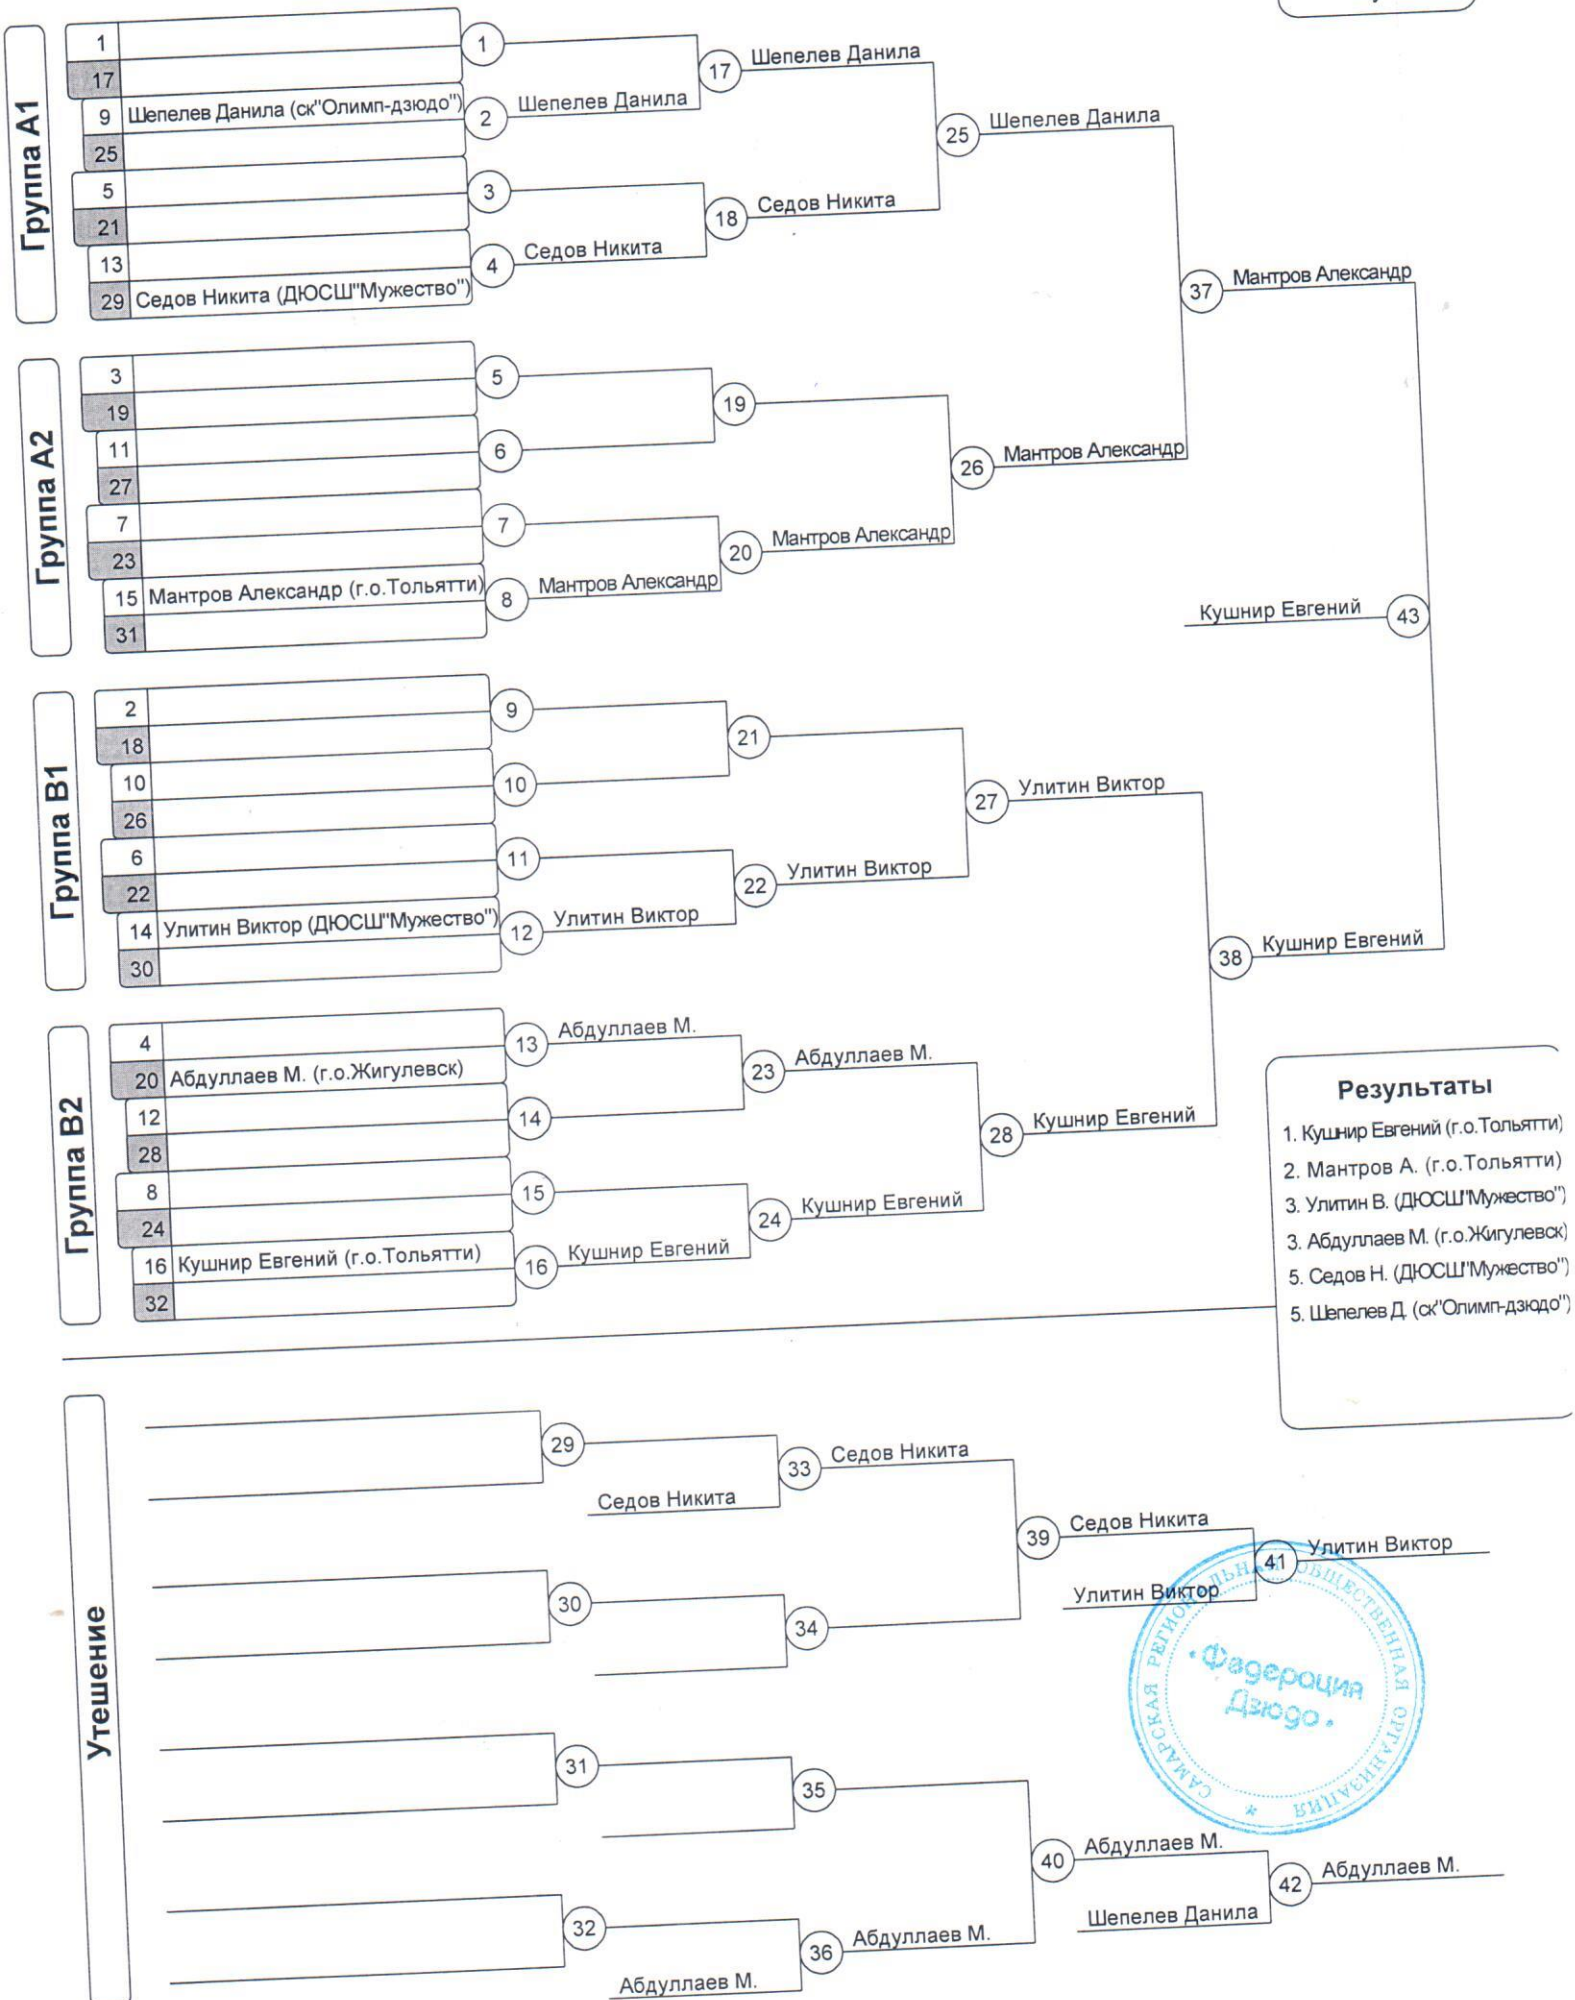 Группа A1
1
17
9 Шепелев Данила (ск"Олимп-дзюдо")
25
5
21
13
29 Седов Никита (ДЮСШ"Мужество")
1
2 Шепелев Данила
3
4 Седов Никита
17 Шепелев Данила
18 Седов Никита
25 Шепелев Данила
Группа A2
3
19
11
27
7
23
15 Мантров Александр (г.о.Тольятти)
31
5
6
7
8 Мантров Александр
19
20 Мантров Александр
26 Мантров Александр
37 Мантров Александр
Группа B1
2
18
10
26
6
22
14 Улитин Виктор (ДЮСШ"Мужество")
30
9
10
11
12 Улитин Виктор
21
22 Улитин Виктор
27 Улитин Виктор
Группа B2
4
20 Абдуллаев М. (г.о.Жигулевск)
12
28
8
24
16 Кушнир Евгений (г.о.Тольятти)
32
13 Абдуллаев М.
14
15
16 Кушнир Евгений
23 Абдуллаев М.
24 Кушнир Евгений
28 Кушнир Евгений
38 Кушнир Евгений
Кушнир Евгений 43
Результаты
1. Кушнир Евгений (г.о.Тольятти)
2. Мантров А. (г.о.Тольятти)
3. Улитин В. (ДЮСШ"Мужество")
3. Абдуллаев М. (г.о.Жигулевск)
5. Седов Н. (ДЮСШ"Мужество")
5. Шепелев Д. (ск"Олимп-дзюдо")
Утешение
29
Седов Никита
33 Седов Никита
30
34
39 Седов Никита
Улитин Виктор
41 Улитин Виктор
31
35
32
Абдуллаев М.
36 Абдуллаев М.
40 Абдуллаев М.
Шепелев Данила
42 Абдуллаев М.
САМАРСКАЯ РЕГИОНАЛЬНАЯ ОБЩЕСТВЕННАЯ ОРГАНИЗАЦИЯ
Федерация
Дзюдо